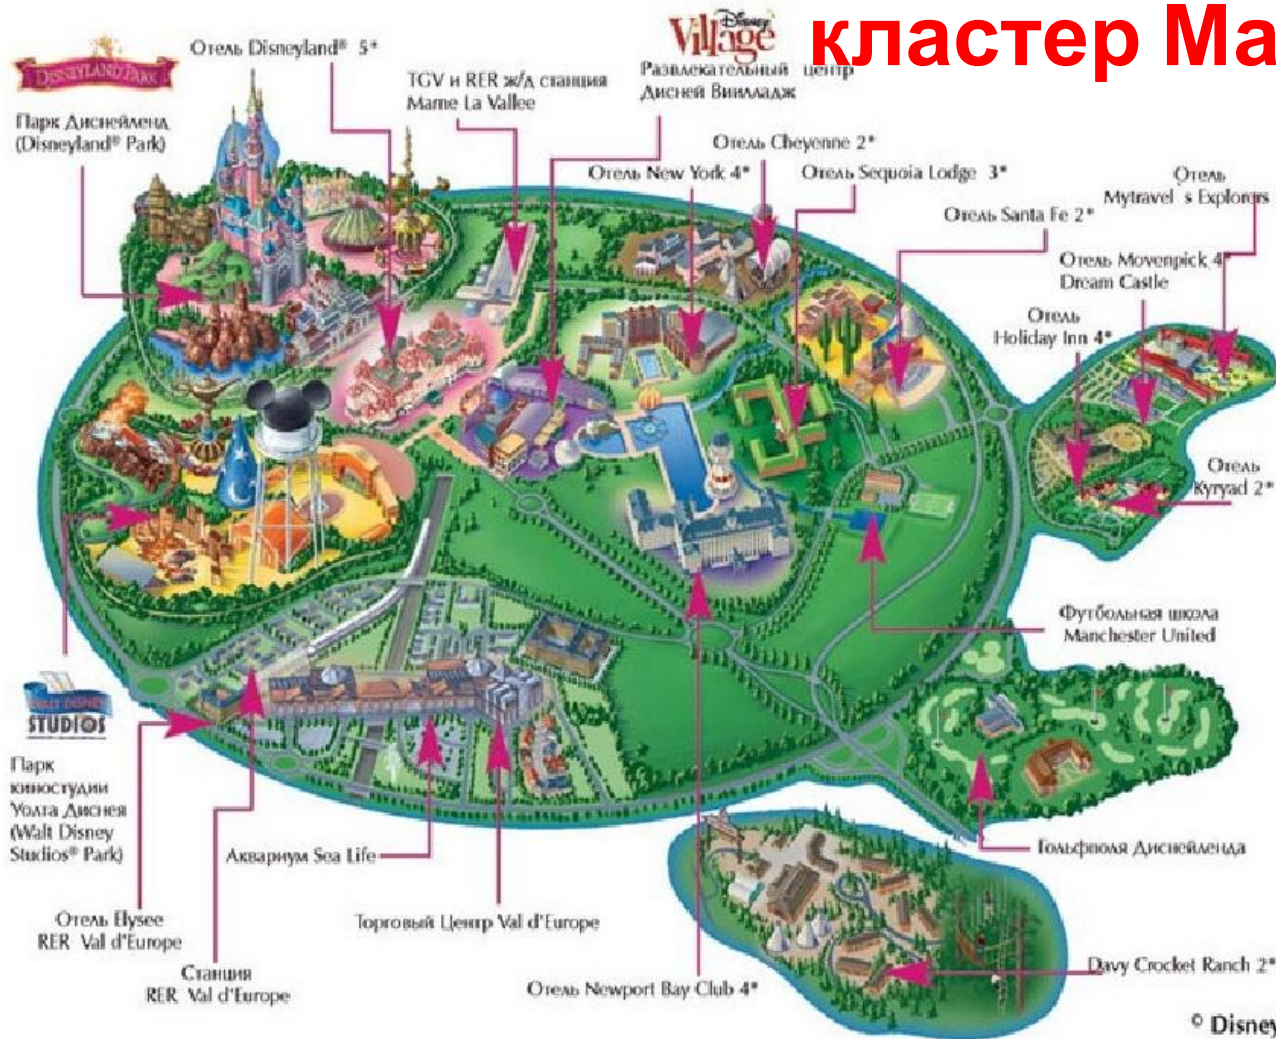 кластер Ма
DISNEYLAND PARK
Отель Disneyland® 5*
Disney
Village
Развлекательный центр
Дисней Виилладж
TGV и RER ж/д станция
Marne La Vallee
Парк Диснейленд
(Disneyland® Park)
Отель Cheyenne 2*
Отель New York 4*
Отель Sequoia Lodge 3*
Отель
Mytravel s Explorers
Отель Santa Fe 2*
Отель Movenpick 4*
Dream Castle
Отель
Holiday Inn 4*
Отель
Kyryad 2*
Футбольная школа
Manchester United
WALT DISNEY
STUDIOS
Парк
киностудии
Уолта Диснея
(Walt Disney
Studios® Park)
Аквариум Sea Life
Гольфполя Диснейленда
Отель Elysee
RER Val d'Europe
Торговый Центр Val d'Europe
Станция
RER Val d'Europe
Отель Newport Bay Club 4*
Davy Crocket Ranch 2*
© Disney